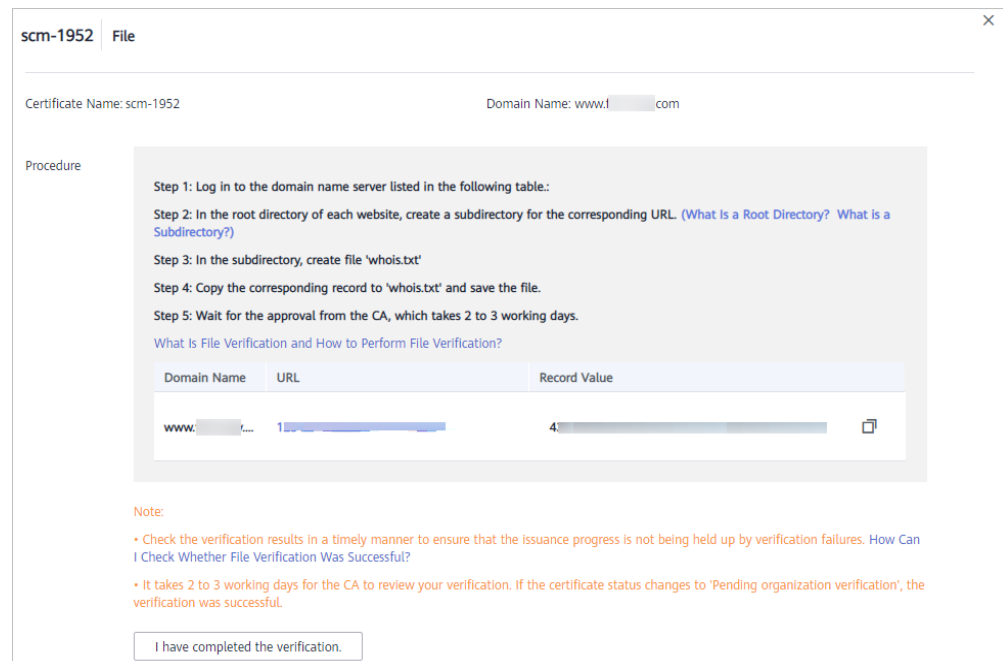 scm-1952 File
Certificate Name: scm-1952 Domain Name: www.f com
Procedure
Step 1: Log in to the domain name server listed in the following table.:
Step 2: In the root directory of each website, create a subdirectory for the corresponding URL. (What Is a Root Directory? What is a
Subdirectory?)
Step 3: In the subdirectory, create file 'whois.txt'
Step 4: Copy the corresponding record to 'whois.txt' and save the file.
Step 5: Wait for the approval from the CA, which takes 2 to 3 working days.
What Is File Verification and How to Perform File Verification?
Domain Name URL Record Value
www. ....
Note:
• Check the verification results in a timely manner to ensure that the issuance progress is not being held up by verification failures. How Can
I Check Whether File Verification Was Successful?
• It takes 2 to 3 working days for the CA to review your verification. If the certificate status changes to 'Pending organization verification', the
verification was successful.
I have completed the verification.